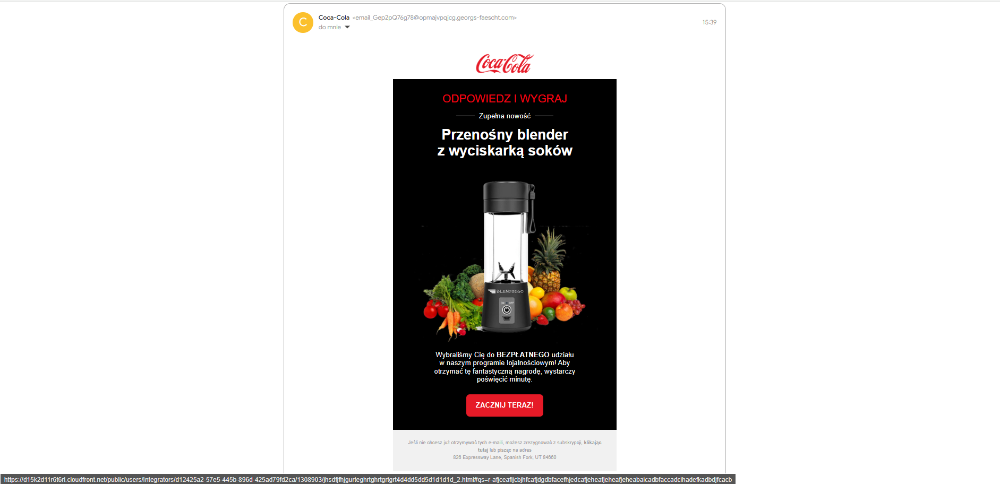 C
Coca-Cola <email_Gep2pQ76g78@opmajvpqjcg.georgs-faescht.com>
15:39
do mnie
Coca-Cola
ODPOWIEDZ I WYGRAJ
Zupełna nowość
Przenośny blender
z wyciskarką soków
BLENDS2GO
ON OFF
Wybraliśmy Cię do BEZPŁATNEGO udziału
w naszym programie lojalnościowym! Aby
otrzymać tę fantastyczną nagrodę, wystarczy
poświęcić minutę.
ZACZNIJ TERAZ!
Jeśli nie chcesz już otrzymywać tych e-maili, możesz zrezygnować z subskrypcji, klikając
tutaj lub pisząc na adres
826 Expressway Lane, Spanish Fork, UT 84660
https://d15k2d11r6t6rl.cloudfront.net/public/users/Integrators/d12425a2-57e5-445b-896d-425ad79fd2ca/1308903/jhsdfjfhjgurteghrtghrtgrtgrt4d4dd5dd5d1d1d1d_2.html#qs=r-afjceafijcbjhfcafjdgdbfacefhjedcafjeheafjeheafjeheabaicadbfaccadcihadefkadbdjfcacb